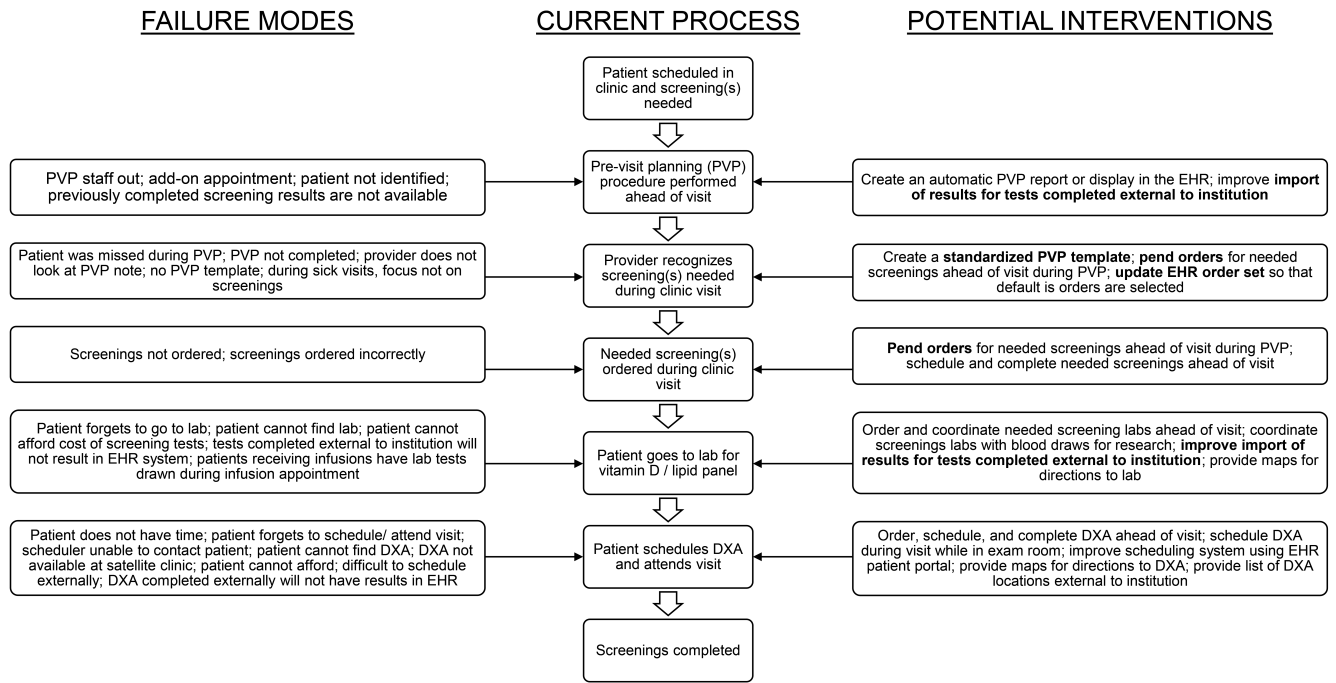 FAILURE MODES
CURRENT PROCESS
POTENTIAL INTERVENTIONS
Patient scheduled in
clinic and screening(s)
needed
PVP staff out; add-on appointment; patient not identified;
previously completed screening results are not available
Pre-visit planning (PVP)
procedure performed
ahead of visit
Create an automatic PVP report or display in the EHR; improve import
of results for tests completed external to institution
Patient was missed during PVP; PVP not completed; provider does not
look at PVP note; no PVP template; during sick visits, focus not on
screenings
Provider recognizes
screening(s) needed
during clinic visit
Create a standardized PVP template; pend orders for needed
screenings ahead of visit during PVP; update EHR order set so that
default is orders are selected
Screenings not ordered; screenings ordered incorrectly
Needed screening(s)
ordered during clinic
visit
Pend orders for needed screenings ahead of visit during PVP;
schedule and complete needed screenings ahead of visit
Patient forgets to go to lab; patient cannot find lab; patient cannot
afford cost of screening tests; tests completed external to institution will
not result in EHR system; patients receiving infusions have lab tests
drawn during infusion appointment
Patient goes to lab for
vitamin D / lipid panel
Order and coordinate needed screening labs ahead of visit; coordinate
screenings labs with blood draws for research; improve import of
results for tests completed external to institution; provide maps for
directions to lab
Patient does not have time; patient forgets to schedule/ attend visit;
scheduler unable to contact patient; patient cannot find DXA; DXA not
available at satellite clinic; patient cannot afford; difficult to schedule
externally; DXA completed externally will not have results in EHR
Patient schedules DXA
and attends visit
Order, schedule, and complete DXA ahead of visit; schedule DXA
during visit while in exam room; improve scheduling system using EHR
patient portal; provide maps for directions to DXA; provide list of DXA
locations external to institution
Screenings completed